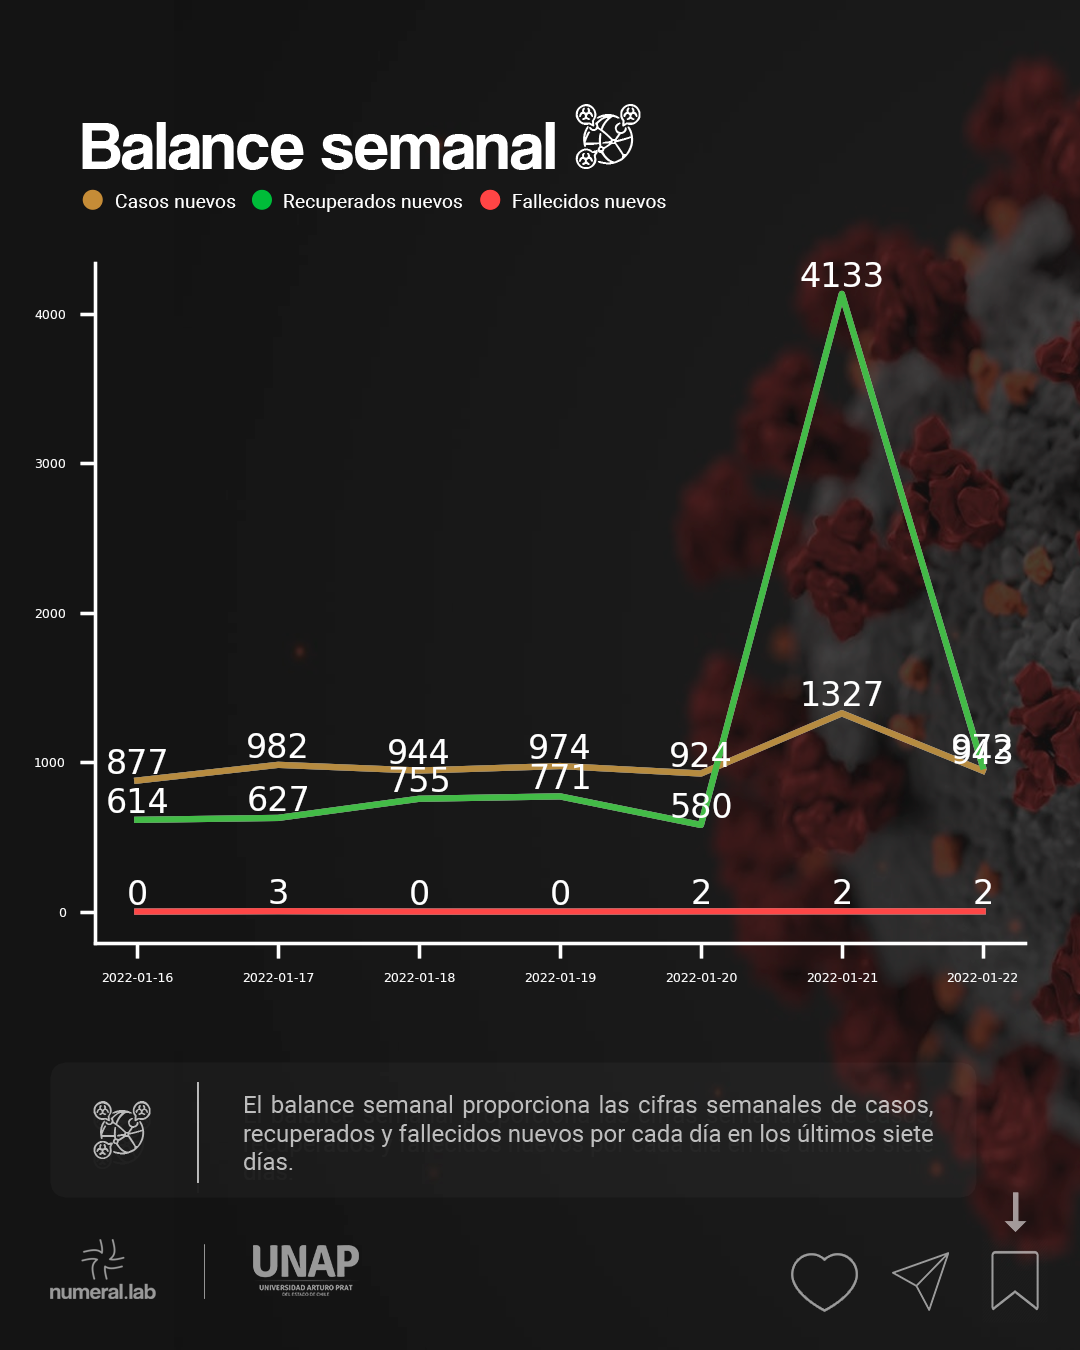 Balance semanal
Casos nuevos Recuperados nuevos Fallecidos nuevos
4133
4000
3000
2000
1327
877 982 944 974 924 972
943
1000
614 627 755 771 580
0 3 0 0 2 2 2
0
2022-01-16 2022-01-17 2022-01-18 2022-01-19 2022-01-20 2022-01-21 2022-01-22
El balance semanal proporciona las cifras semanales de casos,
recuperados y fallecidos nuevos por cada día en los últimos siete
días.
numeral.lab
UNAP
UNIVERSIDAD ARTURO PRAT
DEL ESTADO DE CHILE